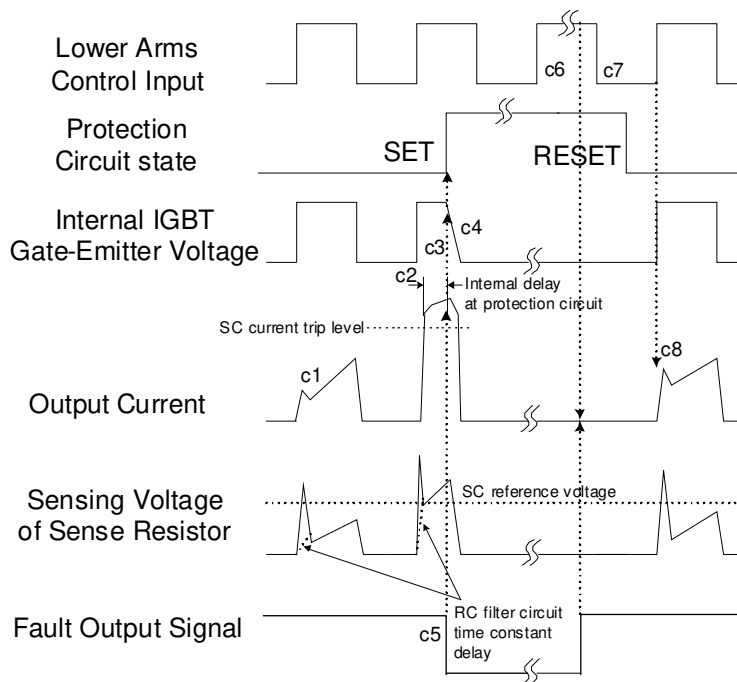 Lower Arms
Control Input
c6
c7
Protection
Circuit state
SET
RESET
Internal IGBT
Gate-Emitter Voltage
c3
c4
c2
Internal delay
at protection circuit
SC current trip level
c1
c8
Output Current
Sensing Voltage
of Sense Resistor
SC reference voltage
Fault Output Signal
c5
RC filter circuit
time constant
delay